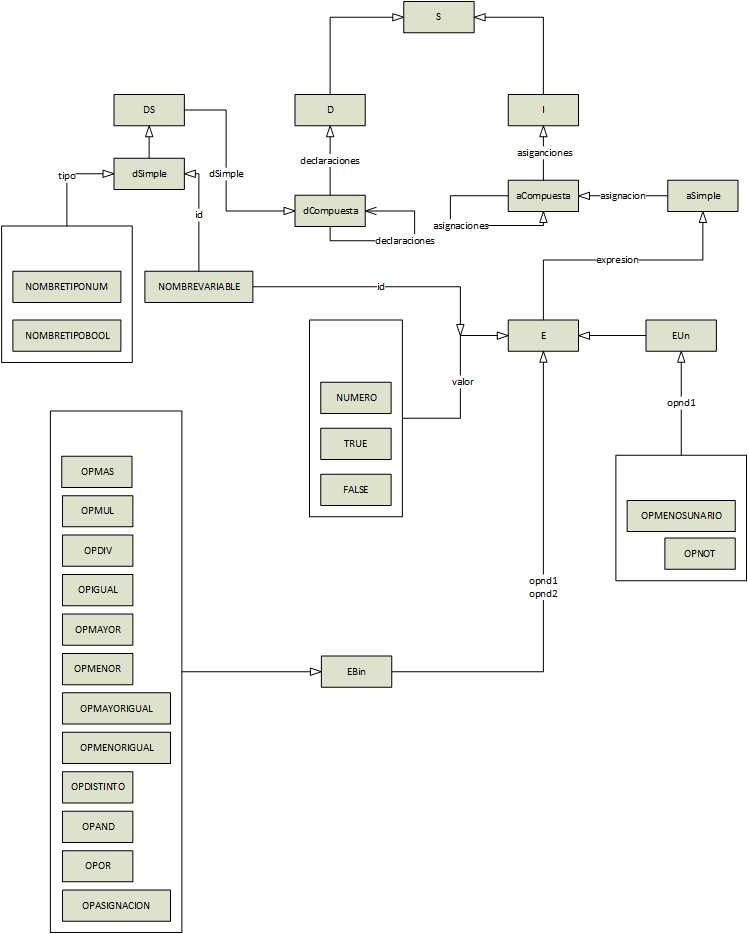 S
DS
D
I
declaraciones
asiganciones
tipo
dSimple
dSimple
aCompuesta
asignacion
aSimple
id
dCompuesta
asignaciones
declaraciones
expresion
NOMBRETIPONUM
NOMBREVARIABLE
id
NOMBRETIPOBOOL
E
EUn
valor
NUMERO
opnd1
TRUE
FALSE
OPMENOSUNARIO
OPNOT
OPMAS
OPMUL
OPDIV
OPIGUAL
opnd1
opnd2
OPMAYOR
OPMENOR
EBin
OPMAYORIGUAL
OPMENORIGUAL
OPDISTINTO
OPAND
OPOR
OPASIGNACION